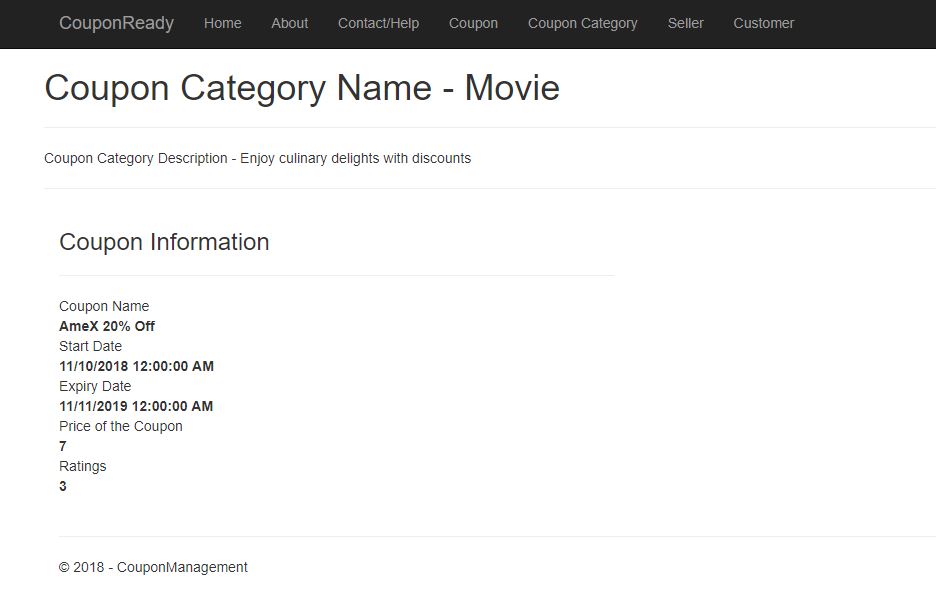 CouponReady Home About Contact/Help Coupon Coupon Category Seller Customer
Coupon Category Name - Movie
Coupon Category Description - Enjoy culinary delights with discounts
Coupon Information
Coupon Name
AmeX 20% Off
Start Date
11/10/2018 12:00:00 AM
Expiry Date
11/11/2019 12:00:00 AM
Price of the Coupon
7
Ratings
3
© 2018 - CouponManagement